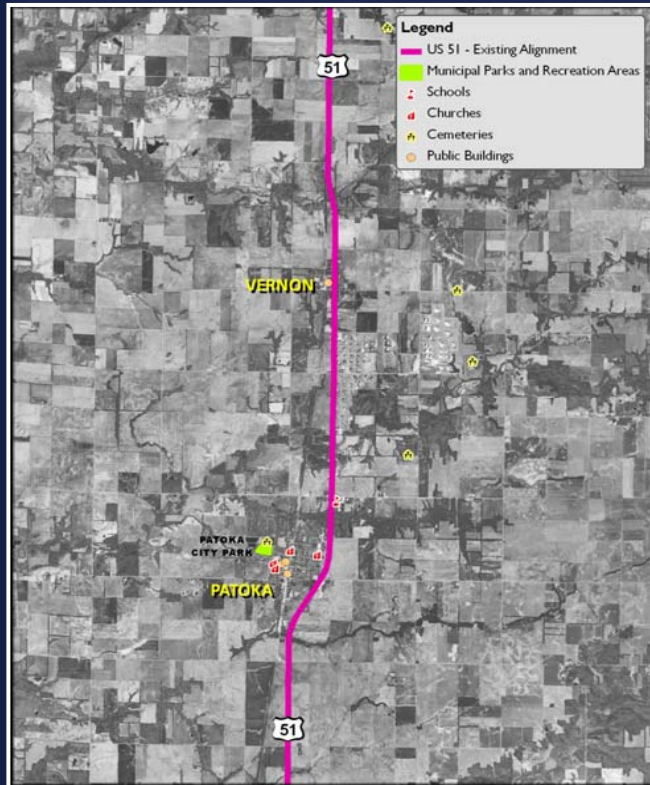 51
Legend
US 51 - Existing Alignment
Municipal Parks and Recreation Areas
Schools
Churches
Cemeteries
Public Buildings
VERNON
PATOKA
CITY PARK
PATOKA
51